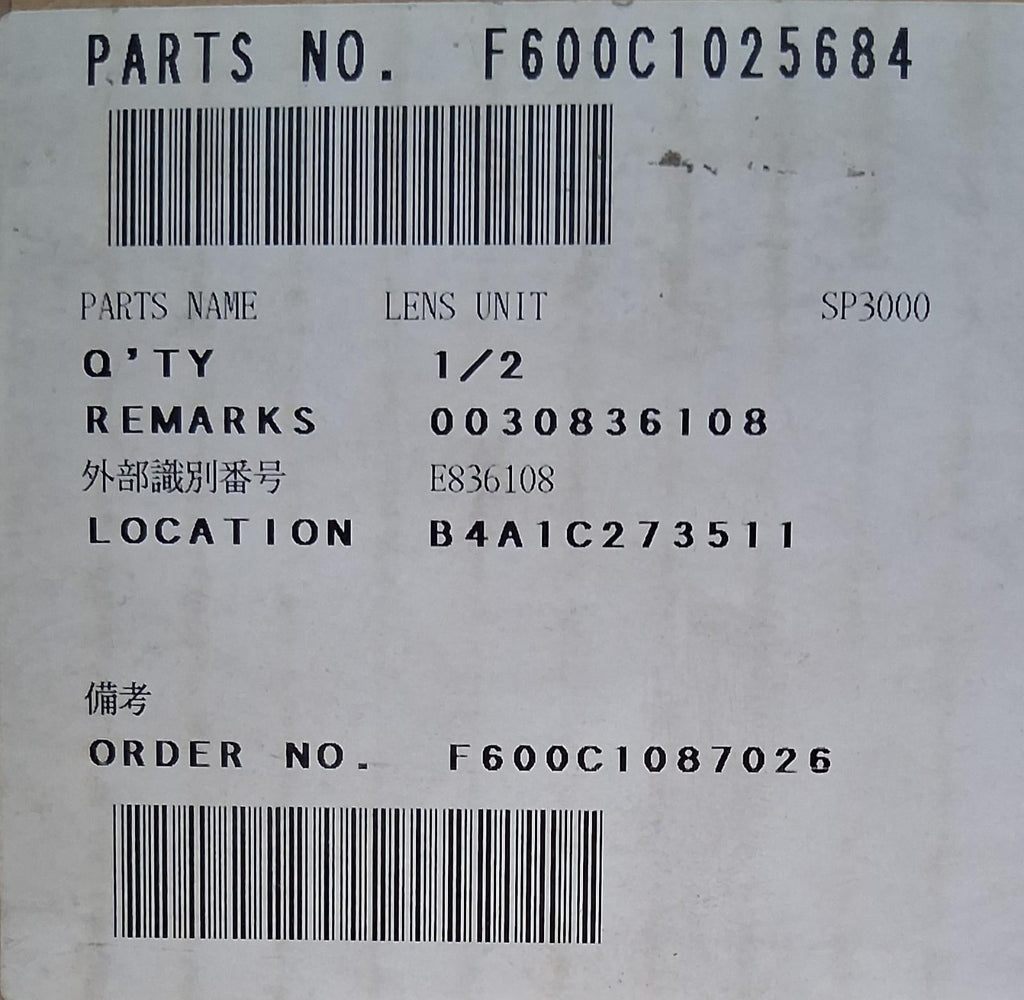 PARTS NO. F600C1025684
PARTS NAME LENS UNIT SP3000
Q'TY 1/2
REMARKS 0030836108
外部識別番号 E836108
LOCATION B4A1C273511
備考
ORDER NO. F600C1087026